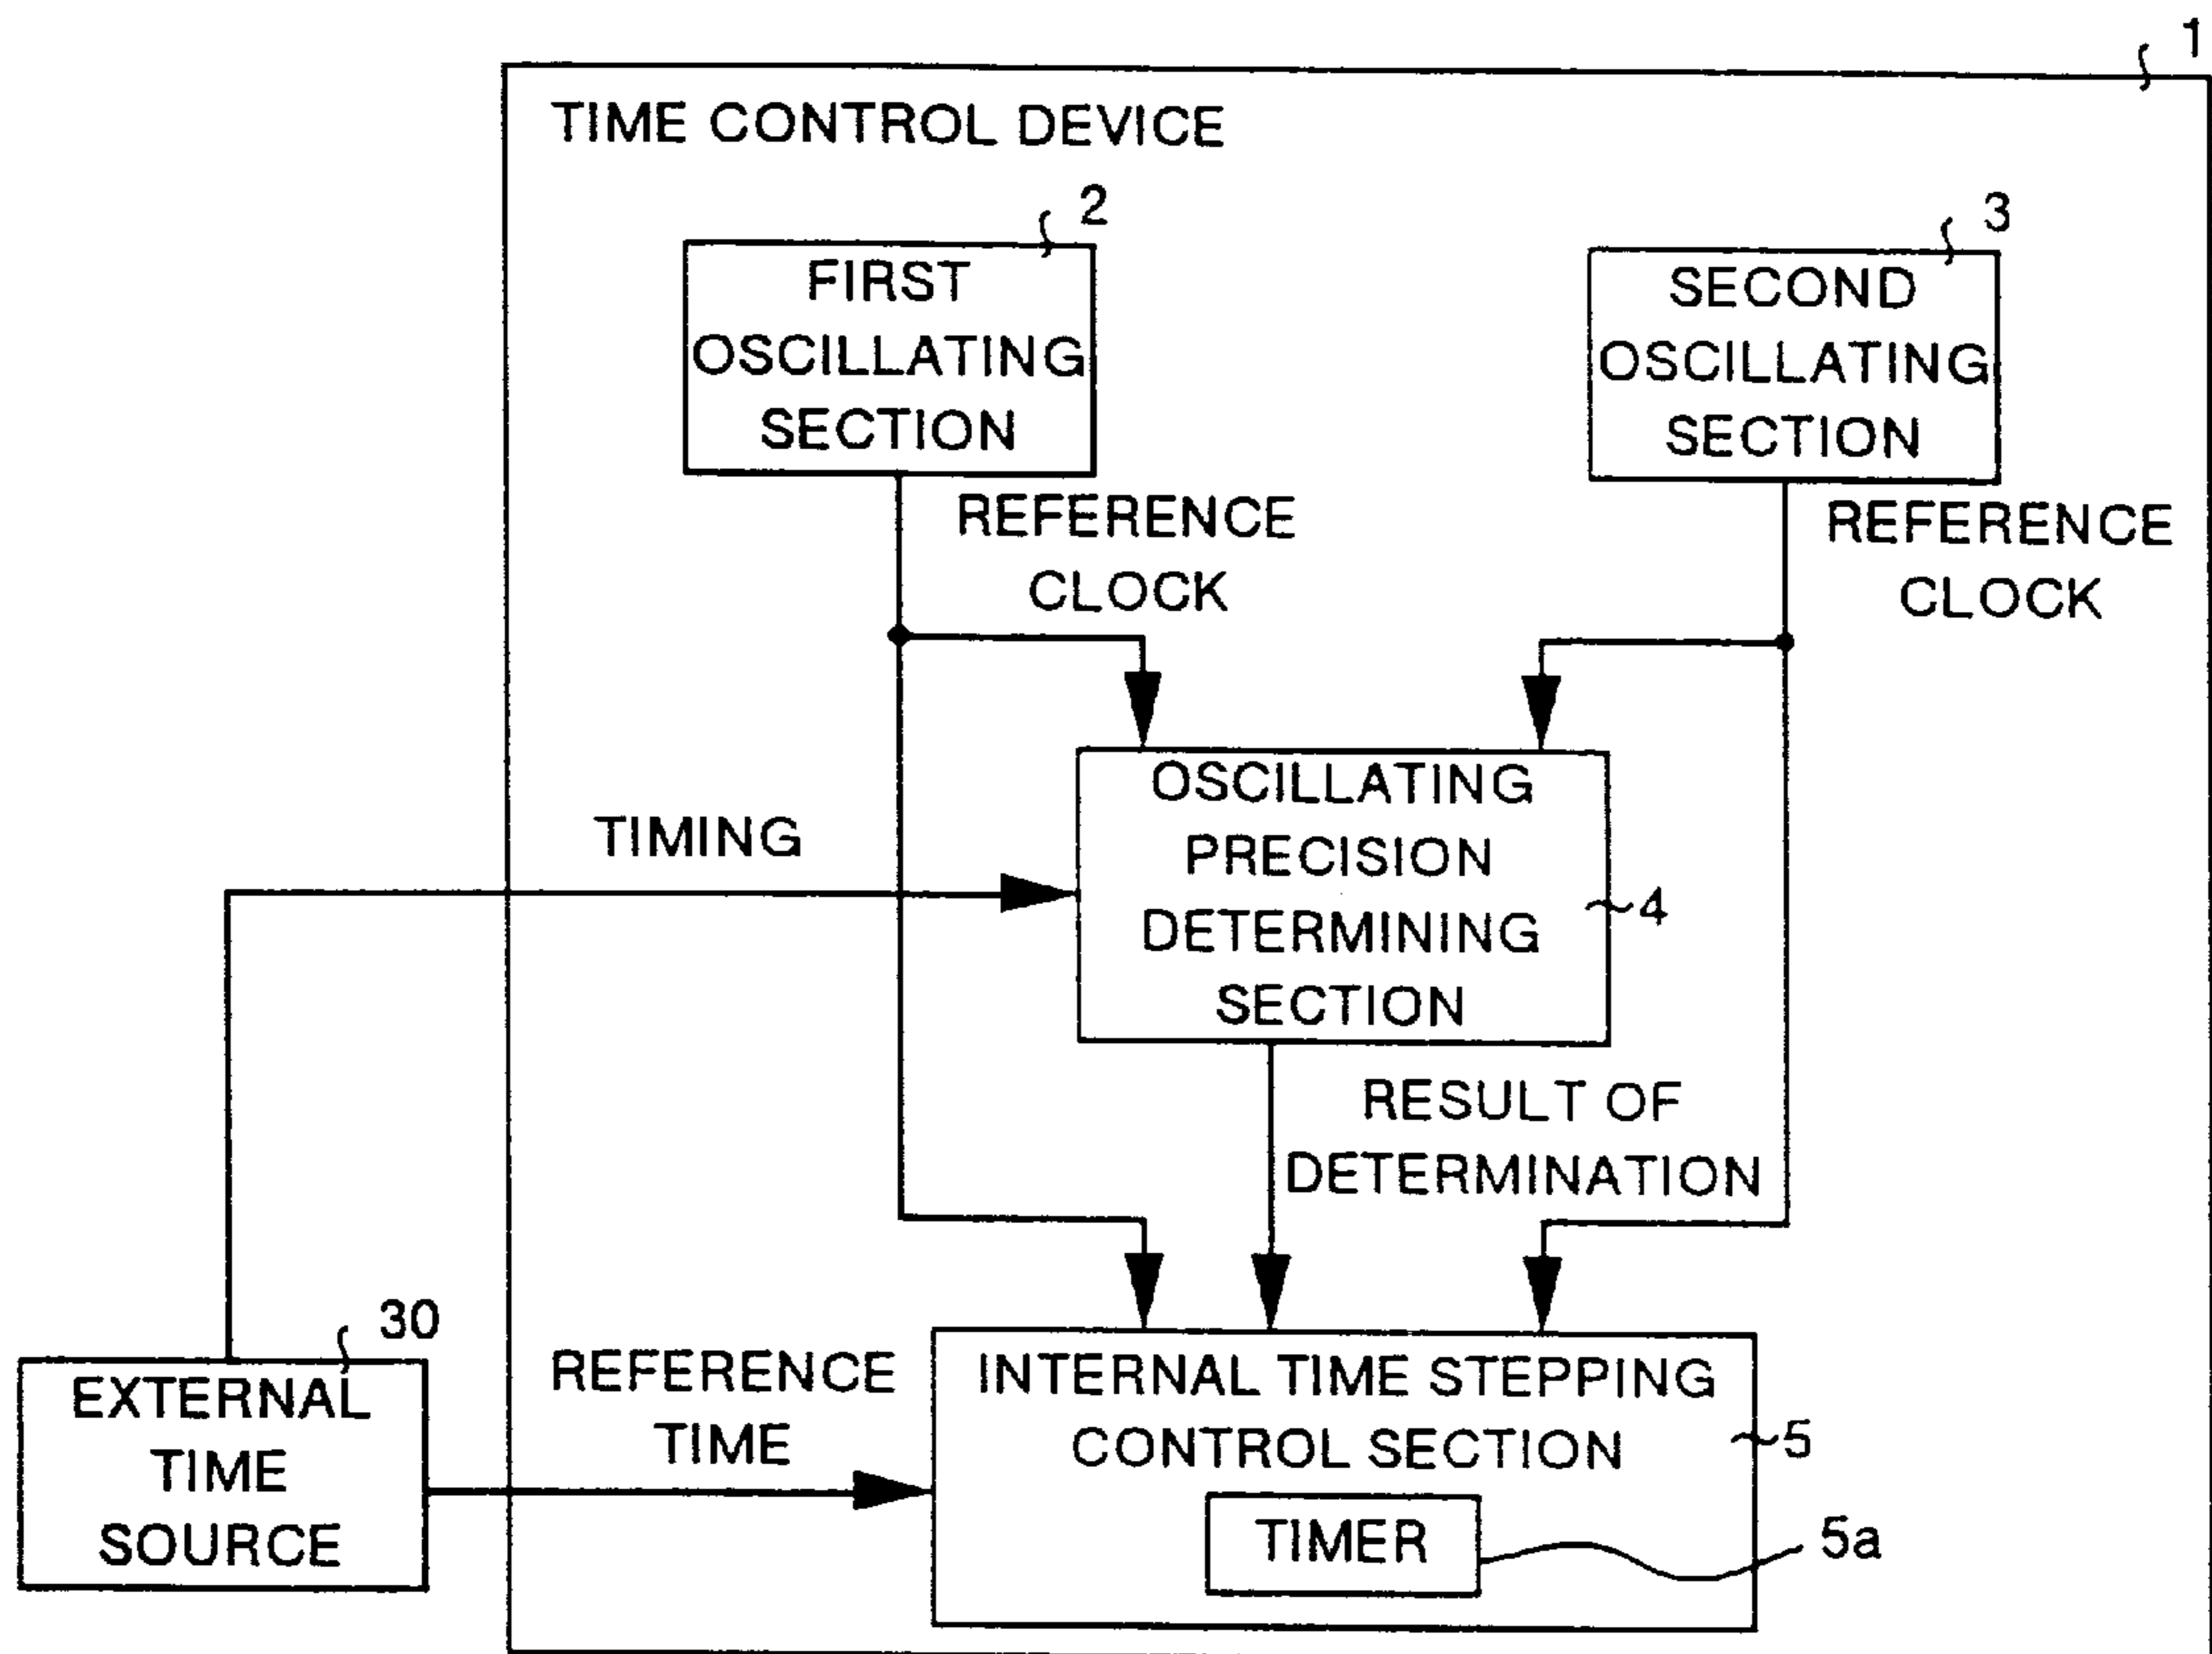 1
TIME CONTROL DEVICE
2
3
FIRST
OSCILLATING
SECTION
SECOND
OSCILLATING
SECTION
REFERENCE
CLOCK
REFERENCE
CLOCK
TIMING
OSCILLATING
PRECISION
DETERMINING
SECTION
4
RESULT OF
DETERMINATION
30
EXTERNAL
TIME
SOURCE
REFERENCE
TIME
INTERNAL TIME STEPPING
CONTROL SECTION
5
TIMER
5a